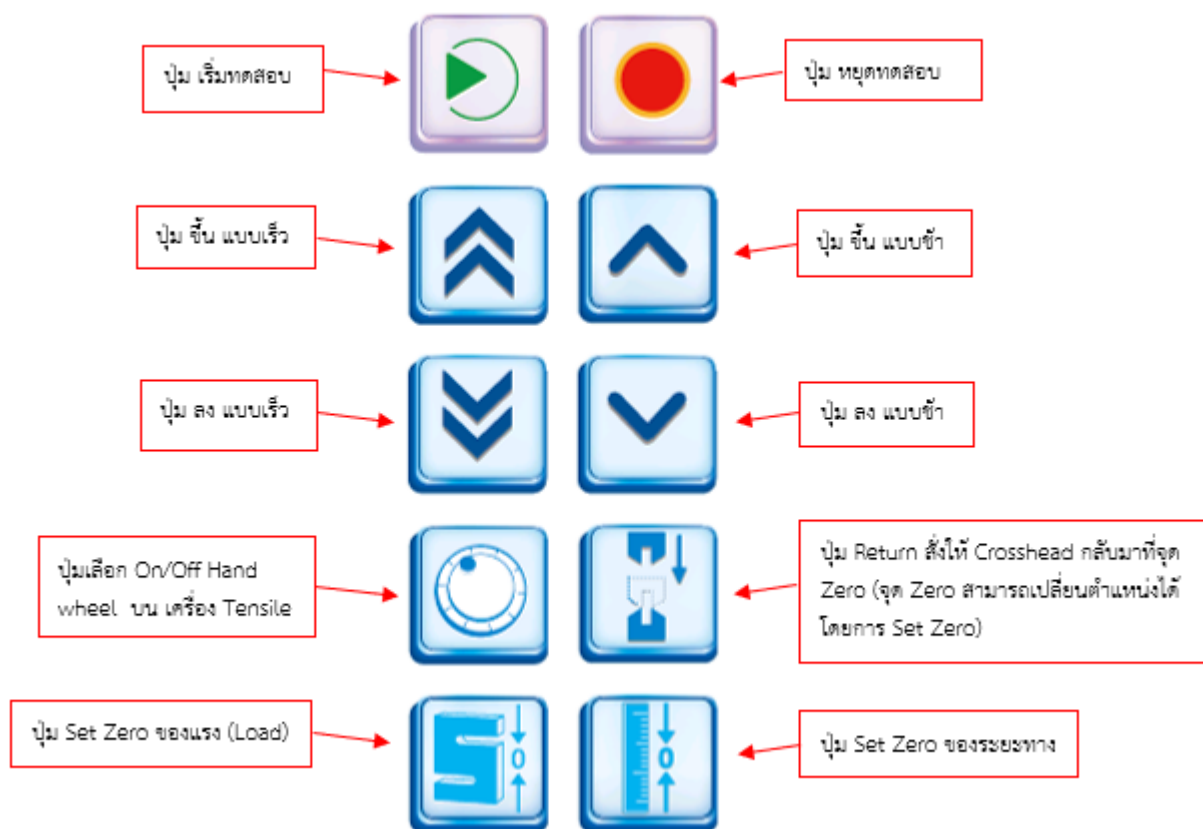 ปุ่ม เริ่มทดสอบ
ปุ่ม หยุดทดสอบ
ปุ่ม ขึ้น แบบเร็ว
ปุ่ม ขึ้น แบบช้า
ปุ่ม ลง แบบเร็ว
ปุ่ม ลง แบบช้า
ปุ่มเลือก On/Off Hand
wheel บน เครื่อง Tensile
ปุ่ม Return สั่งให้ Crosshead กลับมาที่จุด
Zero (จุด Zero สามารถเปลี่ยนตำแหน่งได้
โดยการ Set Zero)
ปุ่ม Set Zero ของแรง (Load)
0
0
ปุ่ม Set Zero ของระยะทาง